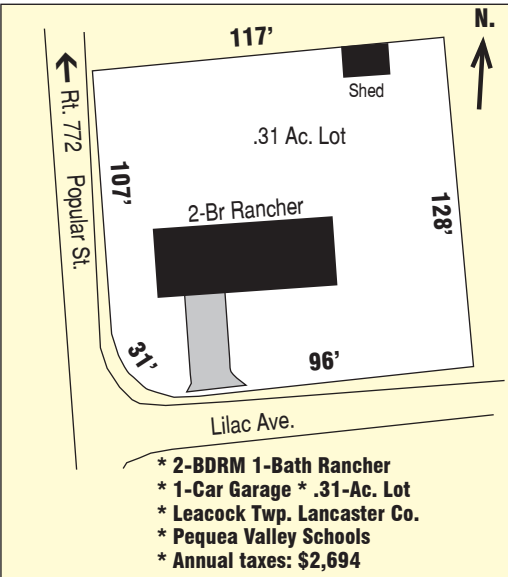 N.
117’
Shed
.31 Ac. Lot
← Rt. 772 Popular St.
107’
128’
2-Br Rancher
31’
96’
Lilac Ave.
* 2-BDRM 1-Bath Rancher
* 1-Car Garage * .31-Ac. Lot
* Leacock Twp. Lancaster Co.
* Pequea Valley Schools
* Annual taxes: $2,694